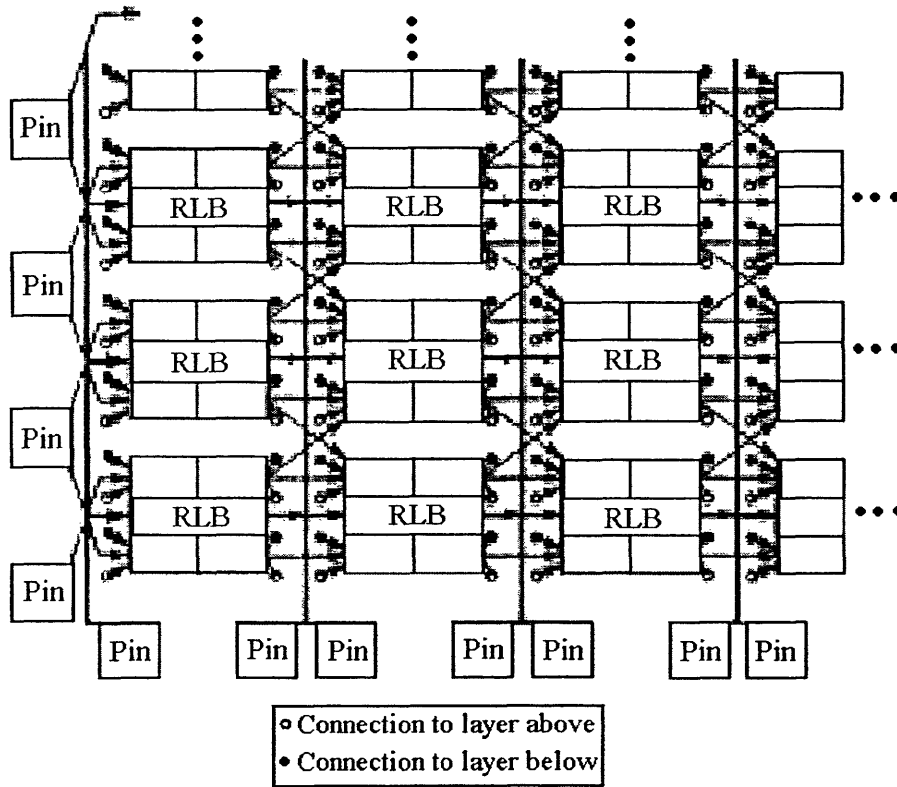 Pin
RLB RLB RLB
Pin
RLB RLB RLB
Pin
RLB RLB RLB
Pin
Pin Pin Pin Pin Pin Pin Pin
Connection to layer above
Connection to layer below